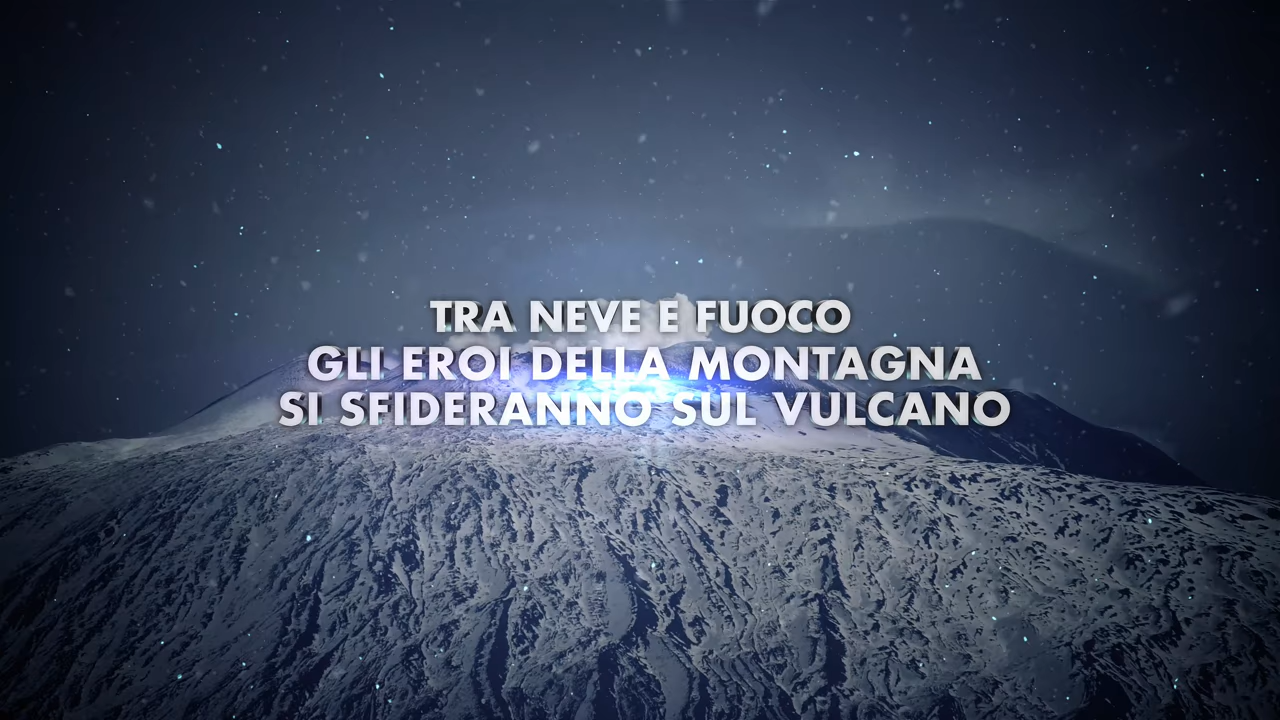 TRA NEVE E FUOCO
GLI EROI DELLA MONTAGNA
SI SFIDERANNO SUL VULCANO